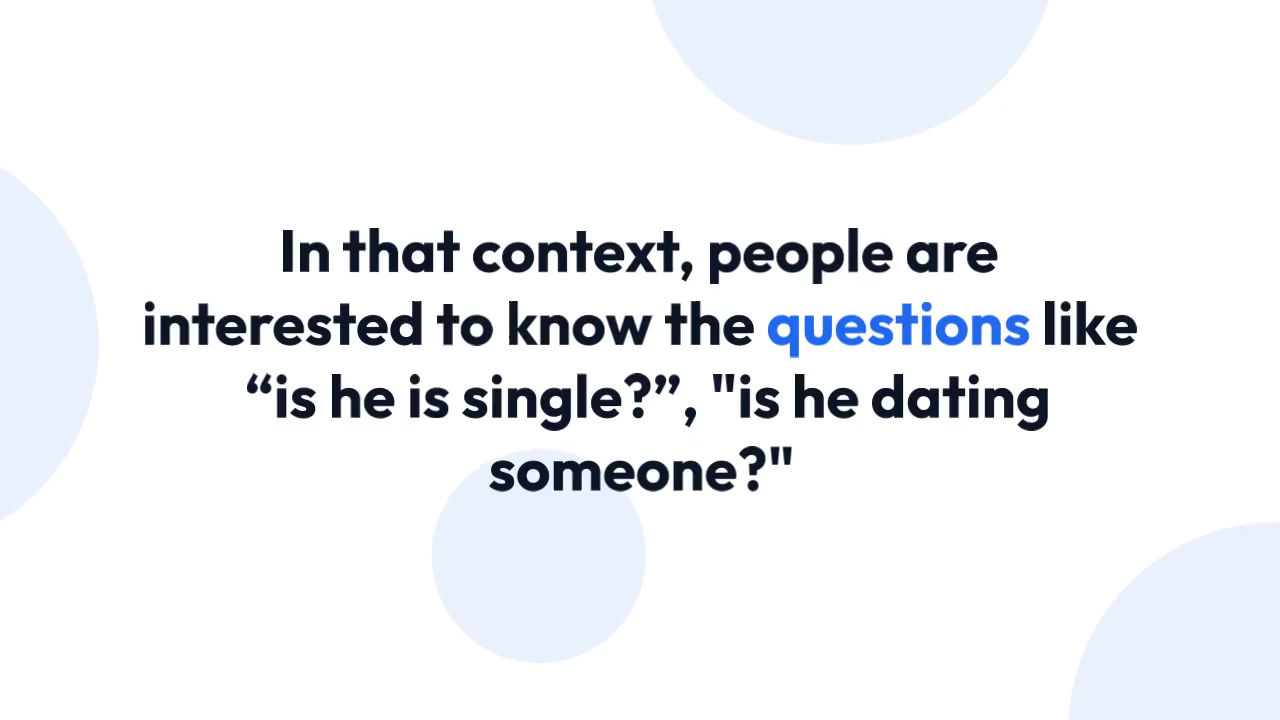 In that context, people are
interested to know the questions like
“is he is single?”, "is he dating
someone?"